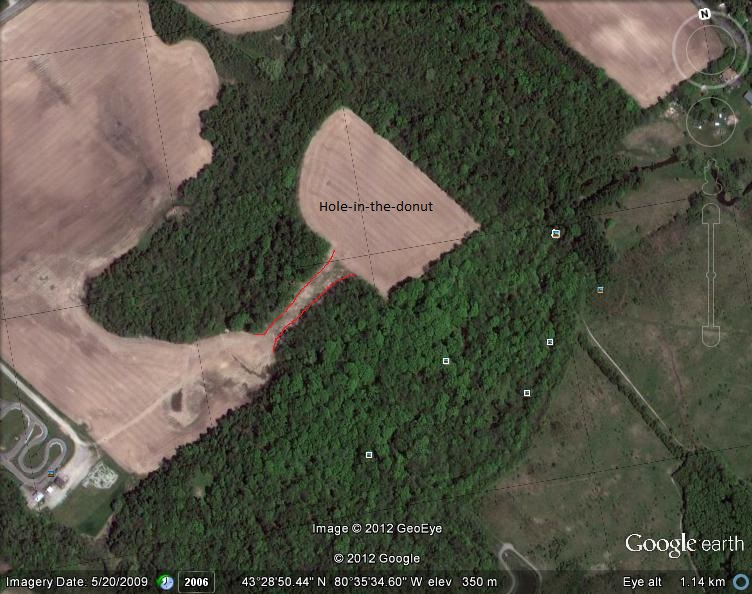 N
Hole-in-the-donut
Image © 2012 GeoEye
© 2012 Google
Google earth
Imagery Date: 5/20/2009 2006 43°28'50.44" N 80°35'34.60" W elev 350 m Eye alt 1.14 km